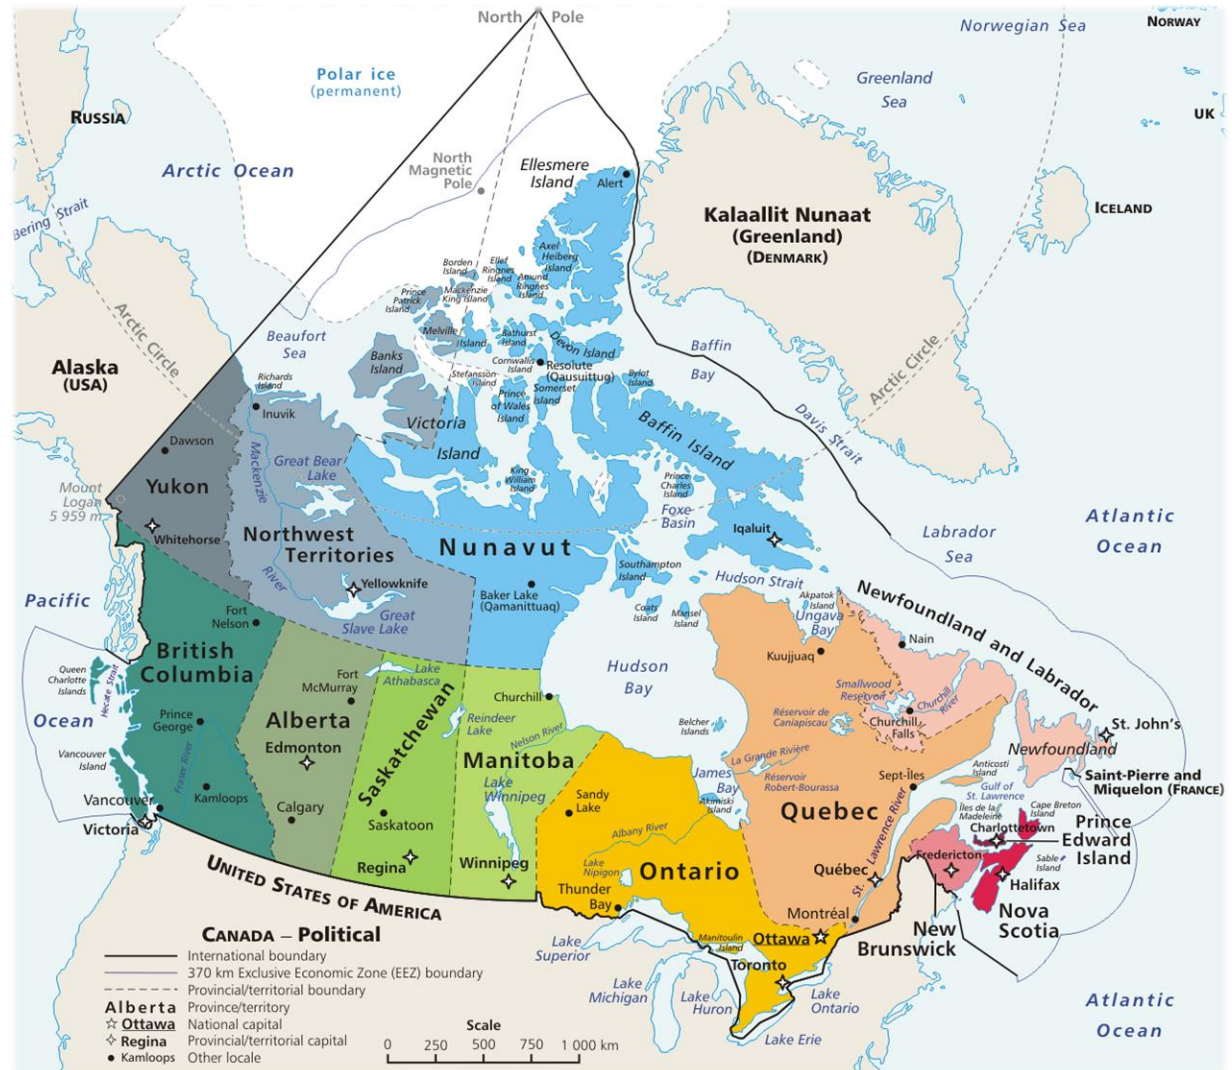 North Pole
Norwegian Sea
NORWAY
Polar ice
(permanent)
Greenland
Sea
RUSSIA
UK
North
Magnetic
Pole
Ellesmere
Island
Alert
Arctic Ocean
Bering Strait
Kalaallit Nunaat
(Greenland)
(DENMARK)
ICELAND
Axel
Heiberg
Island
Borden
Island
Ellef
Ringnes
Island
Amund
Ringnes
Island
Mackenzie
King Island
Prince
Patrick
Island
Arctic Circle
Beaufort
Sea
Melville
Island
Bathurst
Island
Devon Island
Baffin
Bay
Arctic Circle
Alaska
(USA)
Banks
Island
Cornwallis
Island
Resolute
(Qausuittug)
Stefansson
Island
Prince
of Wales
Island
Somerset
Island
Bylot
Island
Richards
Island
Inuvik
Victoria
Island
Baffin Island
Davis Strait
Dawson
Mackenzie
River
Great Bear
Lake
King
William
Island
Prince
Charles
Island
Foxe
Basin
Yukon
Mount
Logan
5 959 m
Whitehorse
Northwest
Territories
Nunavut
Iqaluit
Labrador
Sea
Atlantic
Ocean
Yellowknife
Great
Slave Lake
Baker Lake
(Qamanittuaq)
Southampton
Island
Coats
Island
Mansel
Island
Hudson Strait
Akpatok
Island
Ungava
Bay
Newfoundland and Labrador
Pacific
Ocean
Fort
Nelson
British
Columbia
Queen
Charlotte
Islands
Hecate Strait
Prince
George
Fraser River
Vancouver
Island
Kamloops
Vancouver
Victoria
Fort
McMurray
Alberta
Edmonton
Calgary
Lake
Athabasca
Saskatchewan
Reindeer
Lake
Saskatoon
Regina
Churchill
Nelson River
Manitoba
Lake
Winnipeg
Winnipeg
Hudson
Bay
Belcher
Islands
James
Bay
Akimiski
Island
Kuujjuaq
Nain
Smallwood
Reservoir
Churchill
River
Churchill
Falls
Réservoir de
Caniapiscau
La Grande Rivière
Réservoir
Robert-Bourassa
Sept-Îles
Anticosti
Island
Newfoundland
St. John's
Saint-Pierre and
Miquelon (FRANCE)
Gulf of
St. Lawrence
Îles de la
Madeleine
Cape Breton
Island
Charlottetown
Prince
Edward
Island
Sable
Island
Fredericton
Halifax
Nova
Scotia
New
Brunswick
Quebec
Québec
St. Lawrence River
Montréal
Sandy
Lake
Albany River
Ontario
Lake
Nipigon
Thunder
Bay
Ottawa
Manitoulin
Island
Toronto
Lake
Superior
Lake
Michigan
Lake
Huron
Lake
Ontario
Lake Erie
Atlantic
Ocean
UNITED STATES OF AMERICA
CANADA – Political
International boundary
370 km Exclusive Economic Zone (EEZ) boundary
Provincial/territorial boundary
Alberta Province/territory
Ottawa National capital
Regina Provincial/territorial capital
Kamloops Other locale
Scale
0 250 500 750 1 000 km